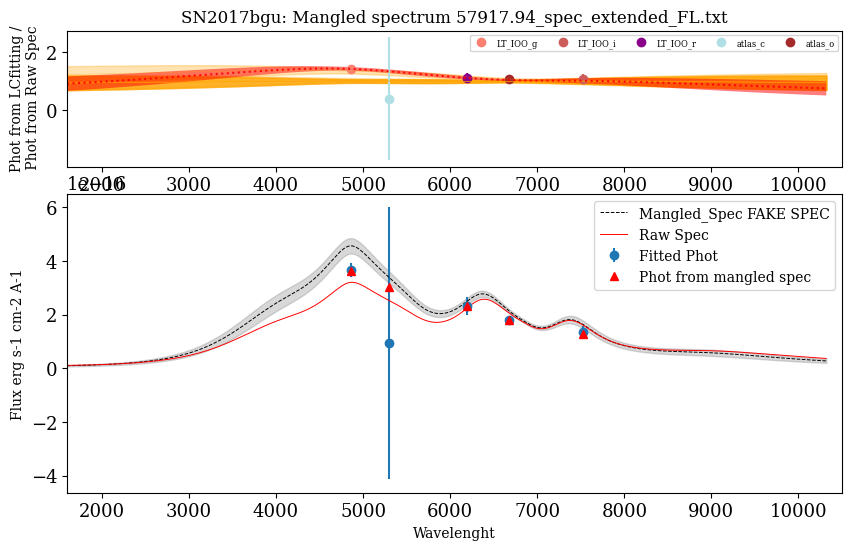 SN2017bgu: Mangled spectrum 57917.94_spec_extended_FL.txt
Phot from LCfitting /
Phot from Raw Spec
2
0
LT_IOO_g LT_IOO_i LT_IOO_r atlas_c atlas_o
2000 3000 4000 5000 6000 7000 8000 9000 10000
1e−16
Flux erg s-1 cm-2 A-1
6
4
2
0
−2
−4
Mangled_Spec FAKE SPEC
Raw Spec
Fitted Phot
Phot from mangled spec
2000 3000 4000 5000 6000 7000 8000 9000 10000
Wavelenght